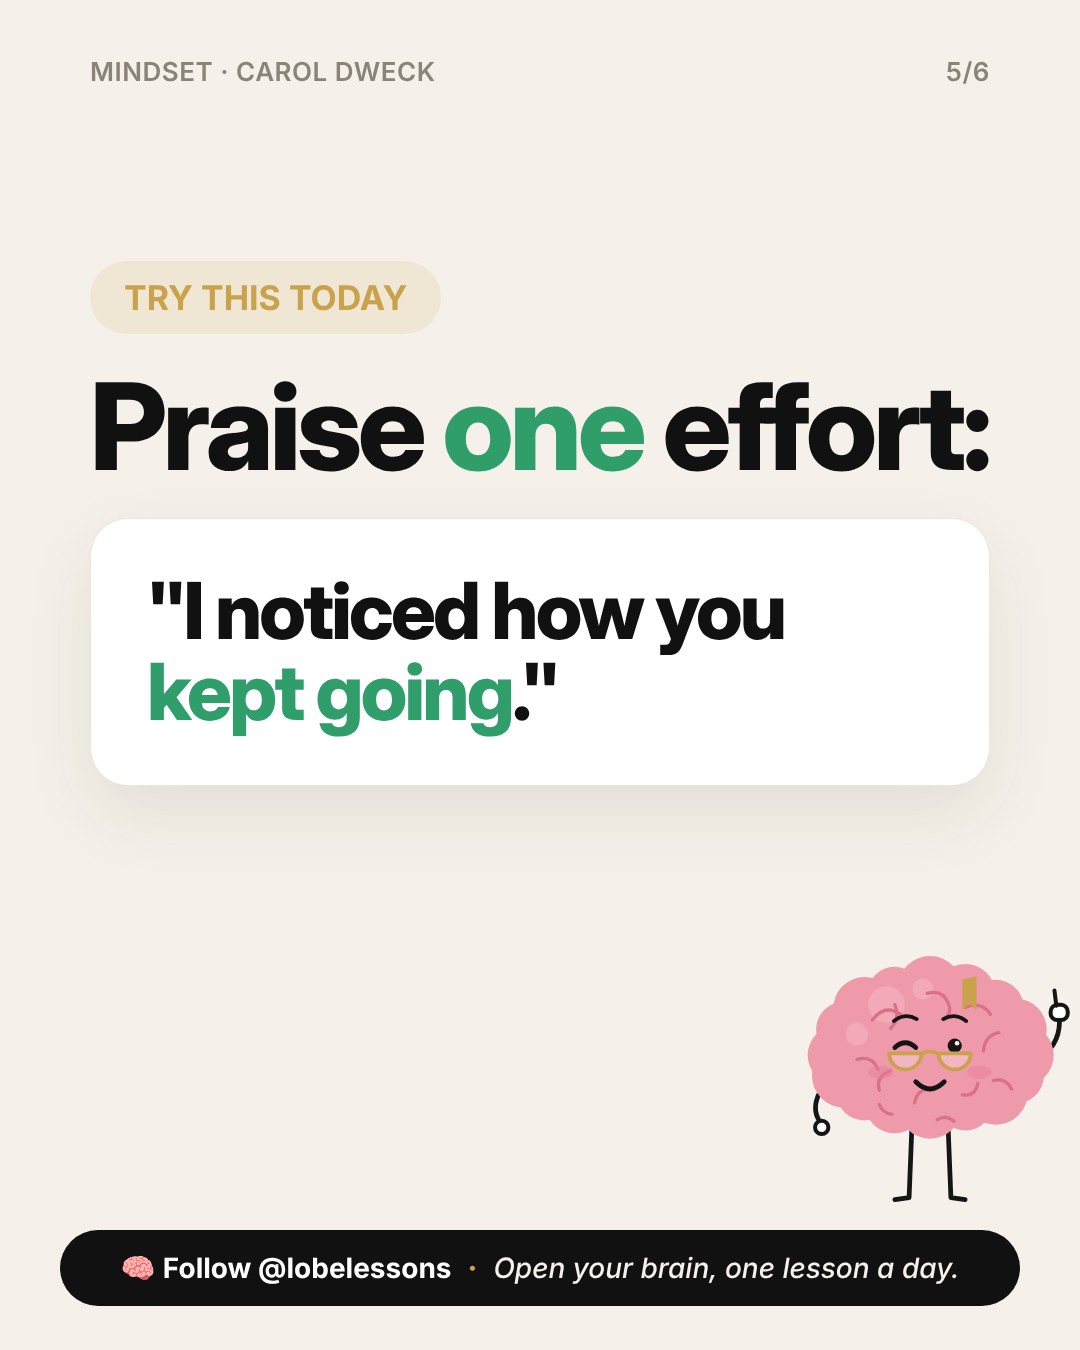 MINDSET · CAROL DWECK
5/6
TRY THIS TODAY
Praise one effort:
"I noticed how you
kept going."
🧠 Follow @lobelessons · Open your brain, one lesson a day.